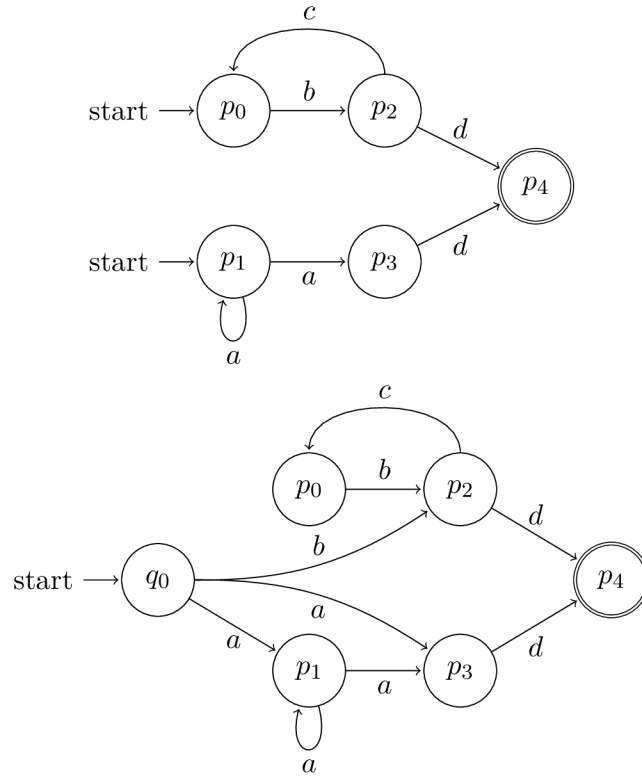 c
start p0 b p2
d
p4
start p1 a p3 d
a
c
p0 b p2
b d
start q0 p4
a
a p1 a p3 d
a